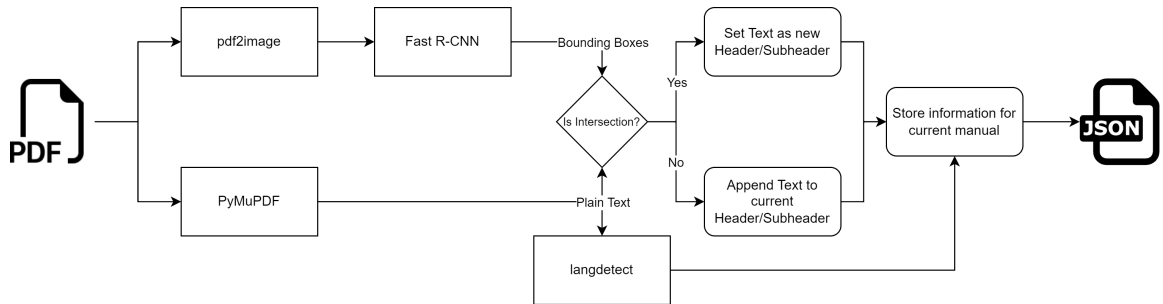 PDF
pdf2image
Fast R-CNN
Bounding Boxes
Is Intersection?
Yes
No
Set Text as new
Header/Subheader
PyMuPDF
Plain Text
langdetect
Append Text to
current
Header/Subheader
Store information for
current manual
JSON